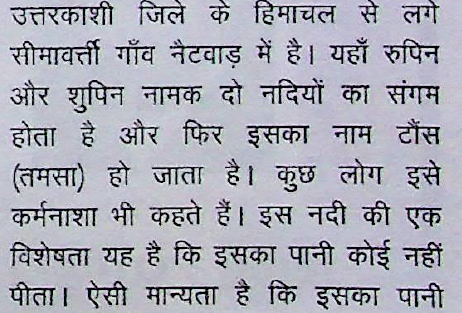 उत्तरकाशी जिले के हिमाचल से लगे
सीमावर्त्ती गाँव नैटवाड़ में है। यहाँ रुपिन
और शुपिन नामक दो नदियों का संगम
होता है और फिर इसका नाम टौंस
(तमसा) हो जाता है। कुछ लोग इसे
कर्मनाशा भी कहते हैं। इस नदी की एक
विशेषता यह है कि इसका पानी कोई नहीं
पीता। ऐसी मान्यता है कि इसका पानी